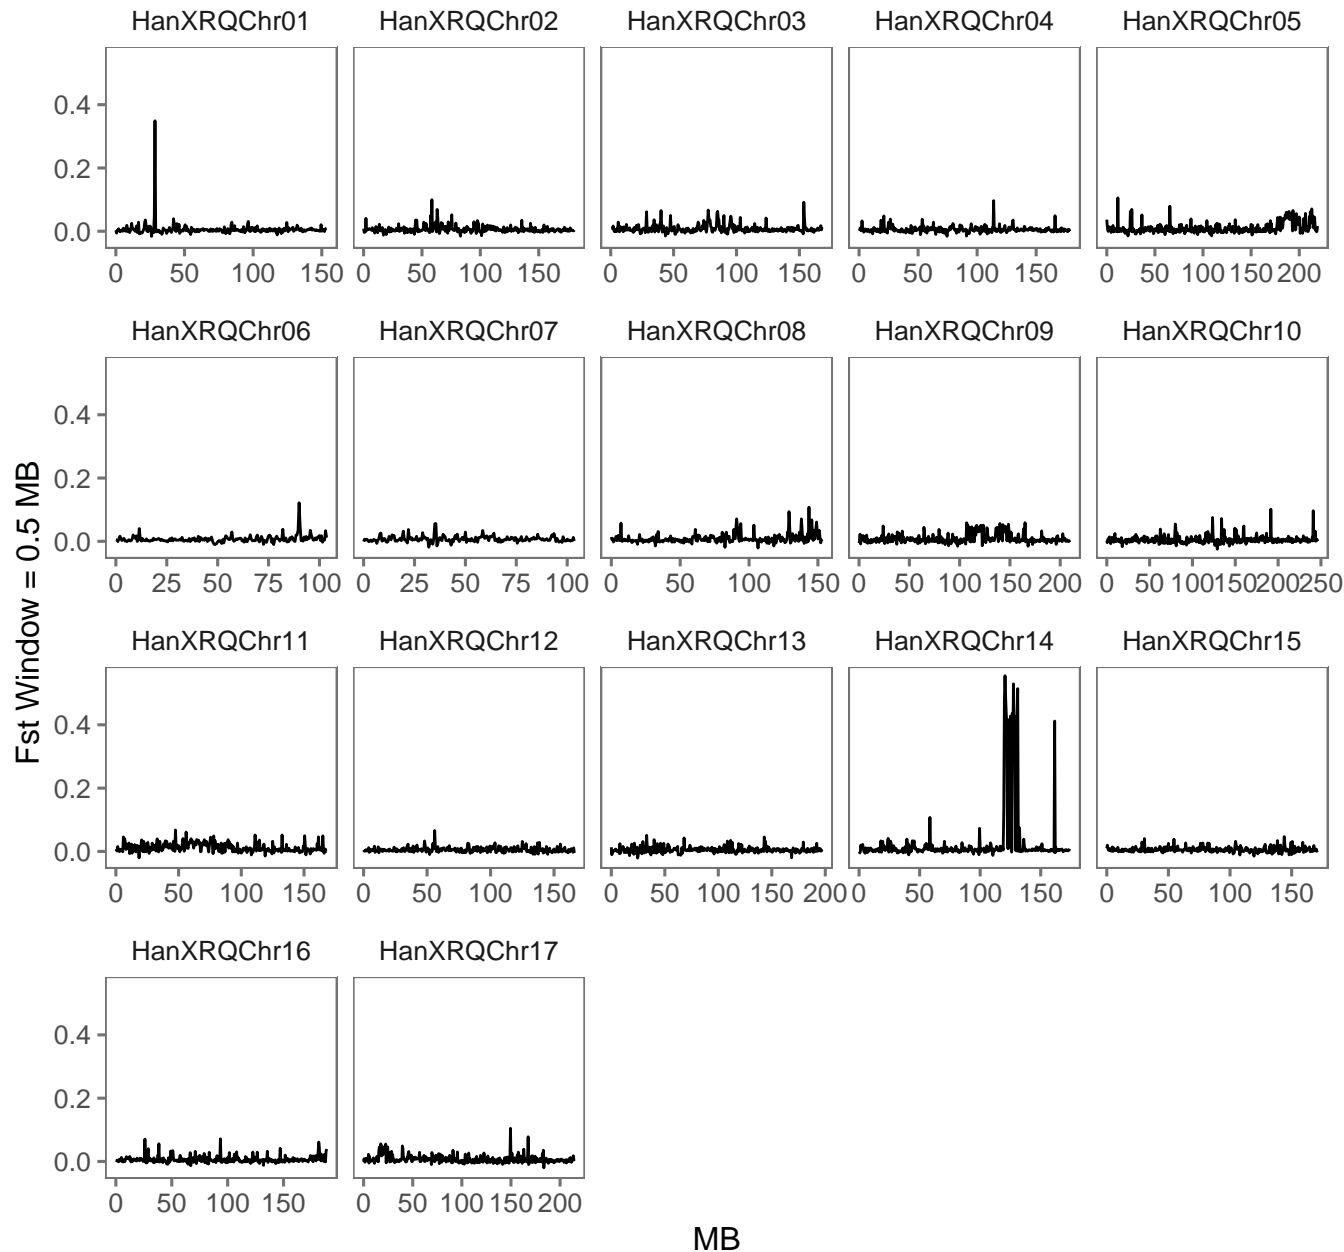 HanXRQChr01 HanXRQChr02 HanXRQChr03 HanXRQChr04 HanXRQChr05
0.4
0.2
0.0
0 50 100 150 0 50 100 150 0 50 100 150 0 50 100 150 0 50 100 150 200
HanXRQChr06 HanXRQChr07 HanXRQChr08 HanXRQChr09 HanXRQChr10
0.4
0.2
0.0
0 25 50 75 100 0 25 50 75 100 0 50 100 150 0 50 100 150 200 0 50 100 150 200 250
Fst Window = 0.5 MB
HanXRQChr11 HanXRQChr12 HanXRQChr13 HanXRQChr14 HanXRQChr15
0.4
0.2
0.0
0 50 100 150 0 50 100 150 0 50 100 150 200 0 50 100 150 0 50 100 150
HanXRQChr16 HanXRQChr17
0.4
0.2
0.0
0 50 100 150 0 50 100 150 200
MB